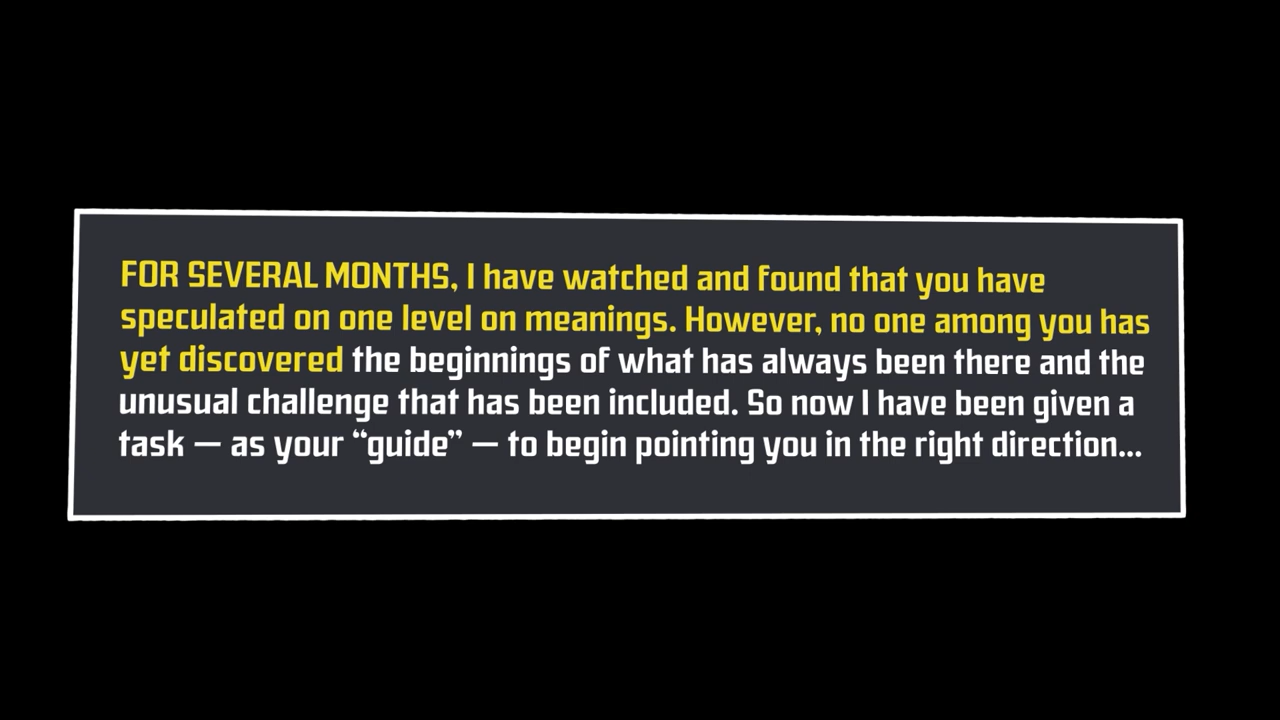 FOR SEVERAL MONTHS, I have watched and found that you have
speculated on one level on meanings. However, no one among you has
yet discovered the beginnings of what has always been there and the
unusual challenge that has been included. So now I have been given a
task — as your “guide” — to begin pointing you in the right direction...